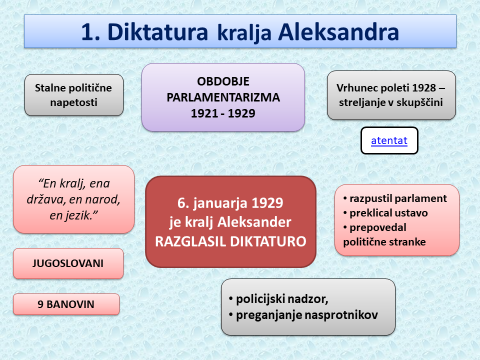 1. Diktatura kralja Aleksandra
Stalne politične
napetosti
OBDOBJE
PARLAMENTARIZMA
1921 - 1929
Vrhunec poleti 1928 –
streljanje v skupščini
atentat
“En kralj, ena
država, en narod,
en jezik.”
6. januarja 1929
je kralj Aleksander
RAZGLASIL DIKTATURO
• razpustil parlament
• preklical ustavo
• prepovedal
politične stranke
JUGOSLOVANI
9 BANOVIN
• policijski nadzor,
• preganjanje nasprotnikov